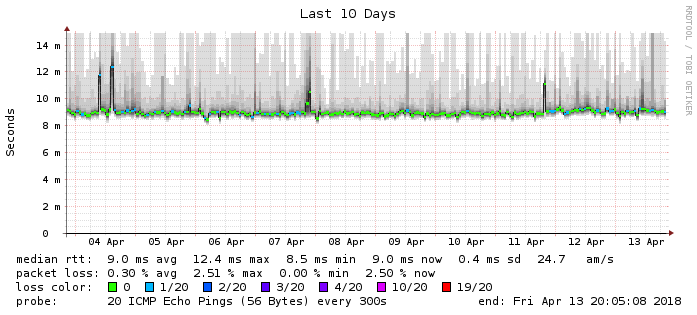 Last 10 Days
RRDTOOL / TOBI OETIKER
Seconds
14 m
12 m
10 m
8 m
6 m
4 m
2 m
0
04 Apr 05 Apr 06 Apr 07 Apr 08 Apr 09 Apr 10 Apr 11 Apr 12 Apr 13 Apr
median rtt: 9.0 ms avg 12.4 ms max 8.5 ms min 9.0 ms now 0.4 ms sd 24.7 am/s
packet loss: 0.30 % avg 2.51 % max 0.00 % min 2.50 % now
loss color: 0 1/20 2/20 3/20 4/20 10/20 19/20
probe: 20 ICMP Echo Pings (56 Bytes) every 300s end: Fri Apr 13 20:05:08 2018